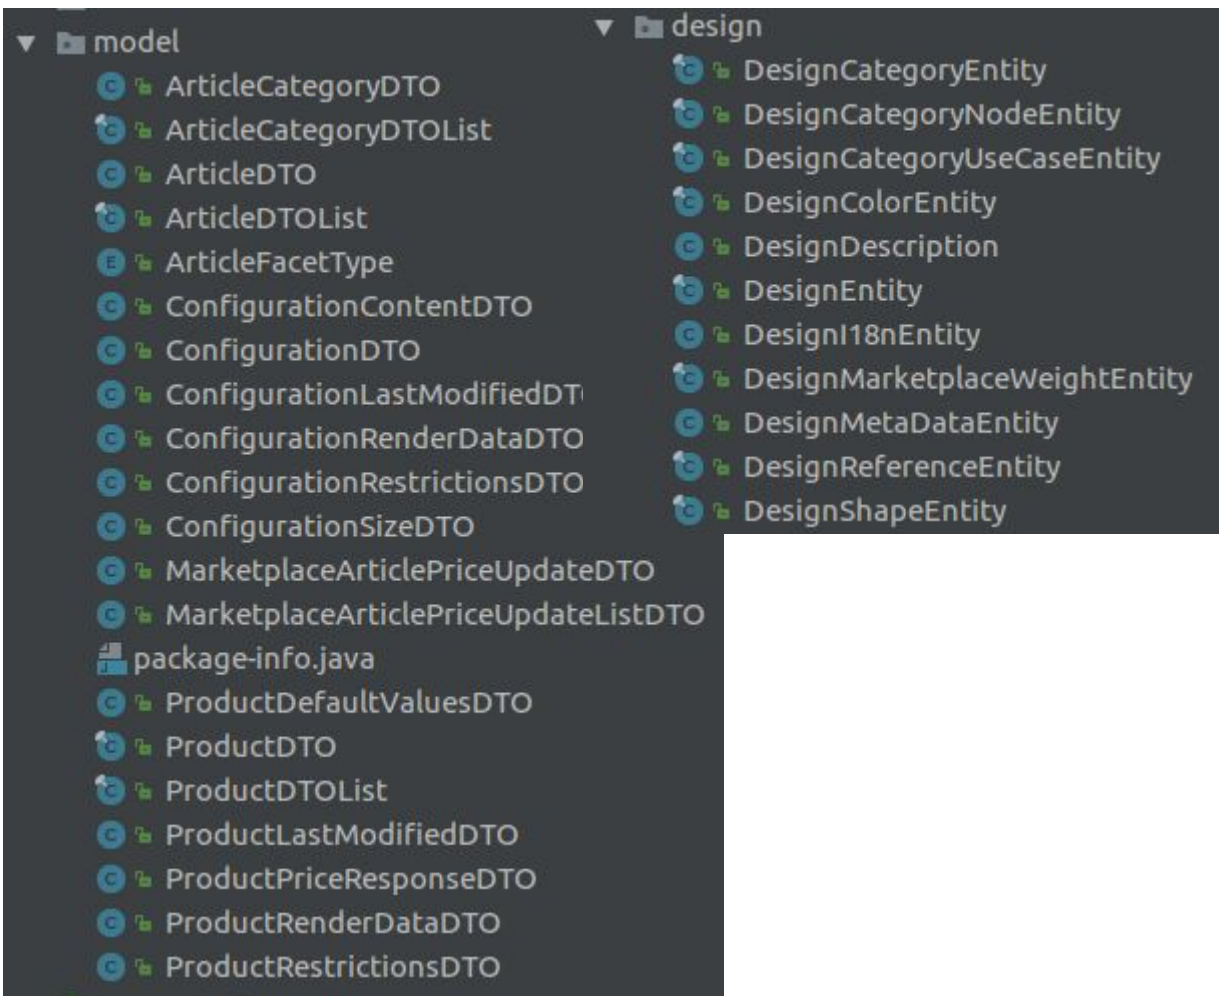 model
ArticleCategoryDTO
ArticleCategoryDTOList
ArticleDTO
ArticleDTOList
ArticleFacetType
ConfigurationContentDTO
ConfigurationDTO
ConfigurationLastModifiedDT
ConfigurationRenderDataDTO
ConfigurationRestrictionsDTO
ConfigurationSizeDTO
MarketplaceArticlePriceUpdateDTO
MarketplaceArticlePriceUpdateListDTO
package-info.java
ProductDefaultValuesDTO
ProductDTO
ProductDTOList
ProductLastModifiedDTO
ProductPriceResponseDTO
ProductRenderDataDTO
ProductRestrictionsDTO
design
DesignCategoryEntity
DesignCategoryNodeEntity
DesignCategoryUseCaseEntity
DesignColorEntity
DesignDescription
DesignEntity
DesignI18nEntity
DesignMarketplaceWeightEntity
DesignMetaDataEntity
DesignReferenceEntity
DesignShapeEntity